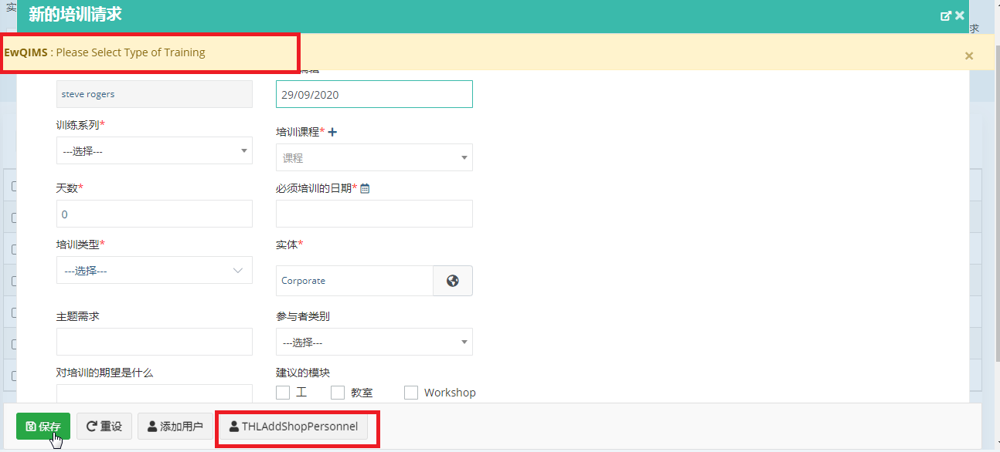 实
新的培训请求
求
EwQIMS : Please Select Type of Training
steve rogers
29/09/2020
训练系列*
培训课程*
---选择---
课程
天数*
必须培训的日期*
0
培训类型*
实体*
---选择---
Corporate
主题需求
参与者类别
---选择---
对培训的期望是什么
建议的模块
工 教室 Workshop
保存 重设 添加用户 THLAddShopPersonnel